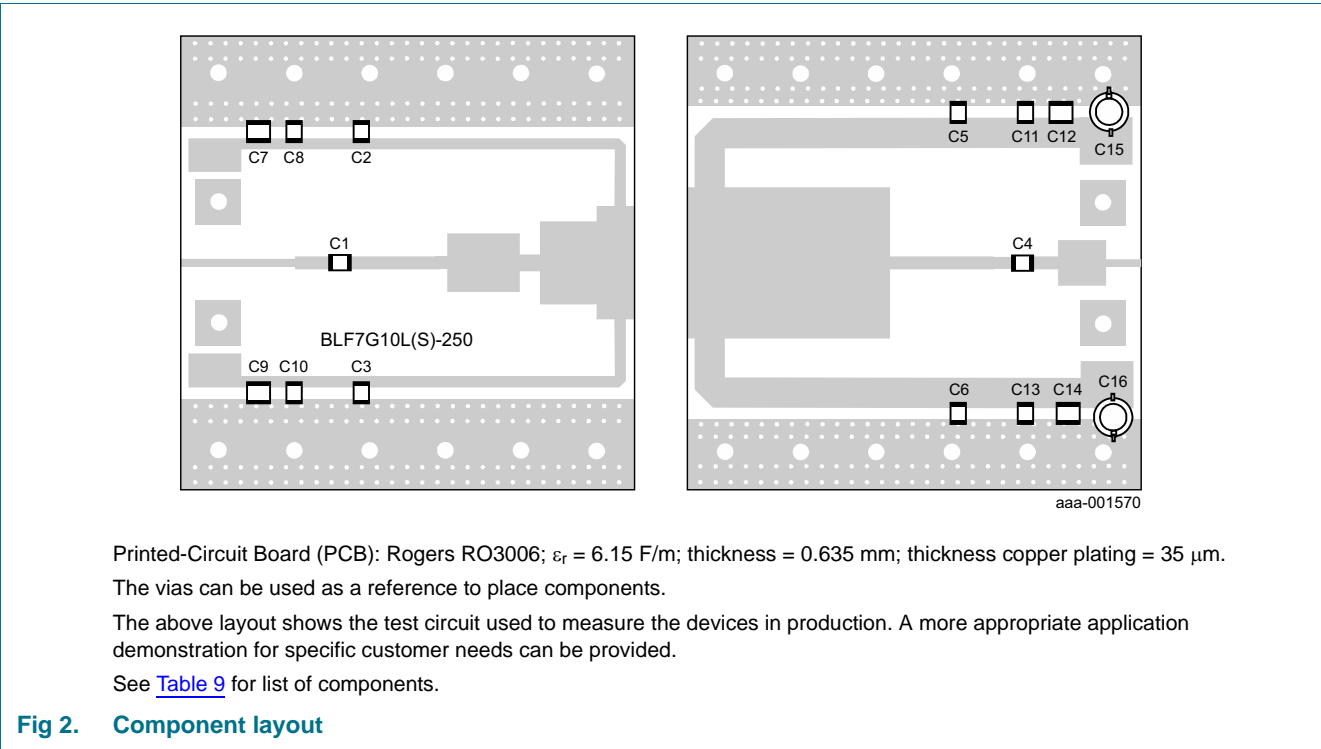 C7 C8 C2
C5 C11 C12 C15
C1
C4
BLF7G10L(S)-250
C9 C10 C3
C6 C13 C14 C16
aaa-001570
Printed-Circuit Board (PCB): Rogers RO3006; εr = 6.15 F/m; thickness = 0.635 mm; thickness copper plating = 35 μm.
The vias can be used as a reference to place components.
The above layout shows the test circuit used to measure the devices in production. A more appropriate application
demonstration for specific customer needs can be provided.
See Table 9 for list of components.
Fig 2. Component layout